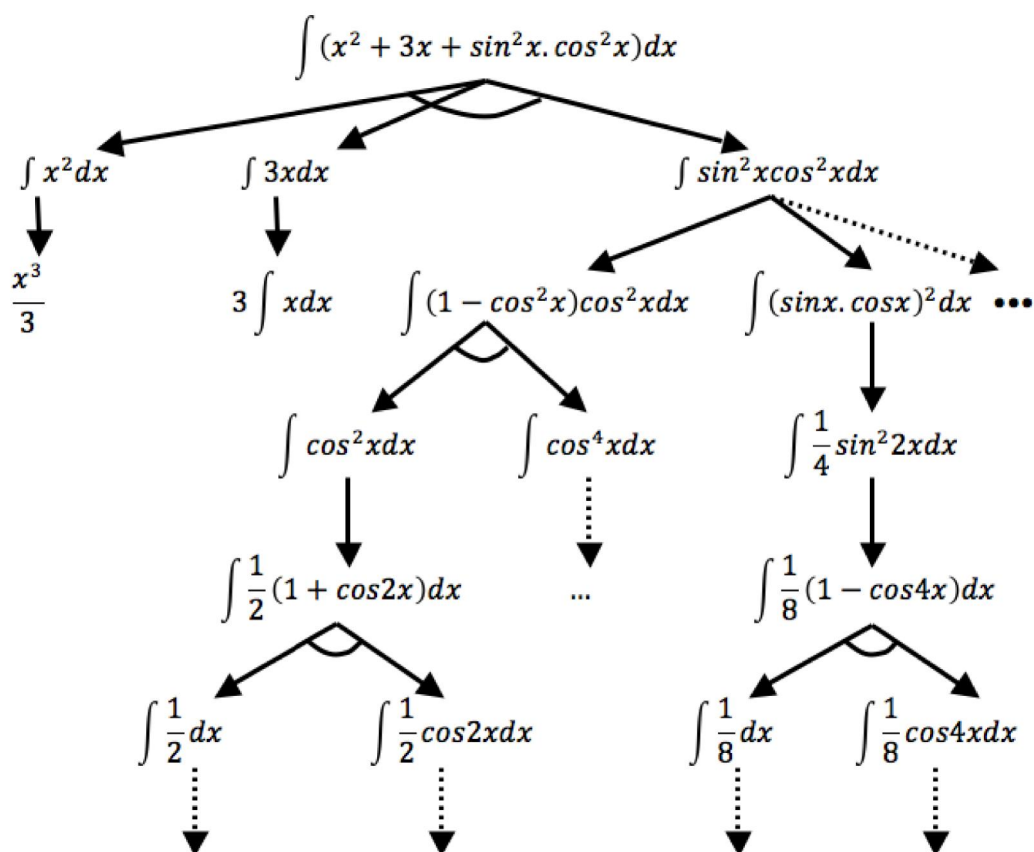 ∫ (x² + 3x + sin²x. cos²x)dx
∫ x²dx
∫ 3xdx
∫ sin²xcos²xdx
x³/3
3 ∫ xdx
∫ (1 − cos²x)cos²xdx
∫ (sinx. cosx)²dx
•••
∫ cos²xdx
∫ cos⁴xdx
∫ 1/4 sin²2xdx
∫ 1/2 (1 + cos2x)dx
...
∫ 1/8 (1 − cos4x)dx
∫ 1/2 dx
∫ 1/2 cos2xdx
∫ 1/8 dx
∫ 1/8 cos4xdx